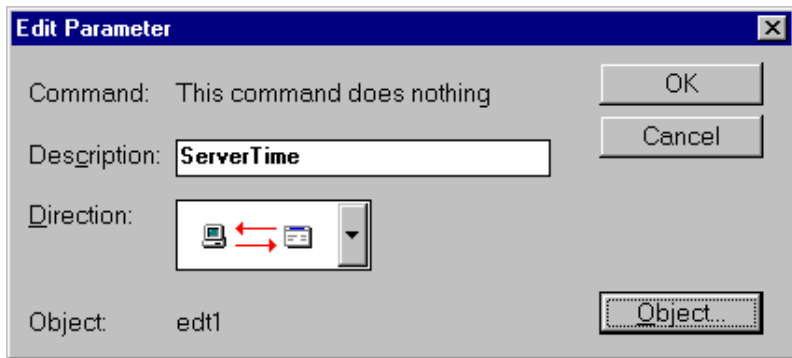 Edit Parameter
Command: This command does nothing
OK
Cancel
Description: ServerTime
Direction:
Object: edt1
Object...